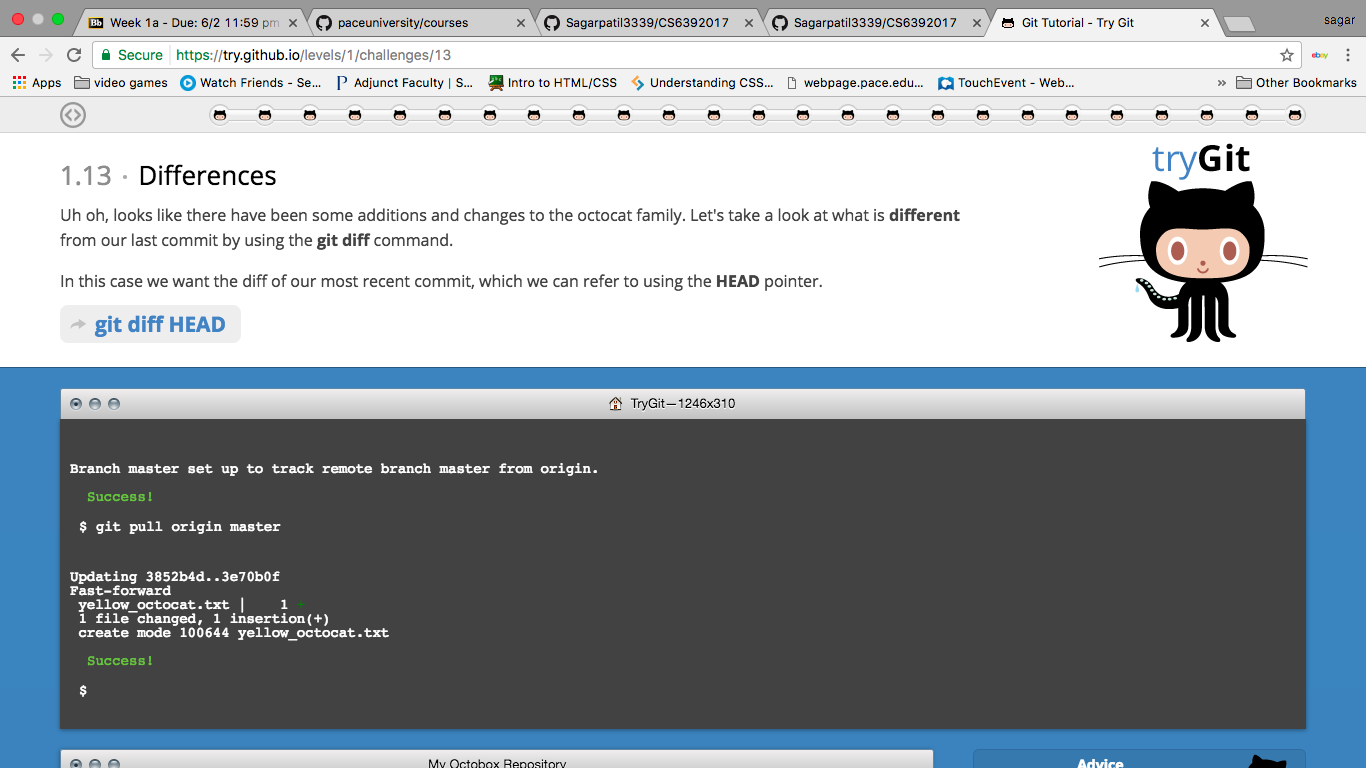 Week 1a - Due: 6/2 11:59 pm
paceuniversity/courses
Sagarpatil3339/CS6392017
Sagarpatil3339/CS6392017
Git Tutorial - Try Git
sagar
Secure
https://try.github.io/levels/1/challenges/13
ebay
Apps
video games
Watch Friends - Se...
Adjunct Faculty | S...
Intro to HTML/CSS
Understanding CSS...
webpage.pace.edu...
TouchEvent - Web...
»
Other Bookmarks
1.13 · Differences
tryGit
Uh oh, looks like there have been some additions and changes to the octocat family. Let's take a look at what is different
from our last commit by using the git diff command.
In this case we want the diff of our most recent commit, which we can refer to using the HEAD pointer.
git diff HEAD
TryGit—1246x310
Branch master set up to track remote branch master from origin.
Success!
$ git pull origin master
Updating 3852b4d..3e70b0f
Fast-forward
yellow_octocat.txt | 1 +
1 file changed, 1 insertion(+)
create mode 100644 yellow_octocat.txt
Success!
$
My Octobox Repository
Advice